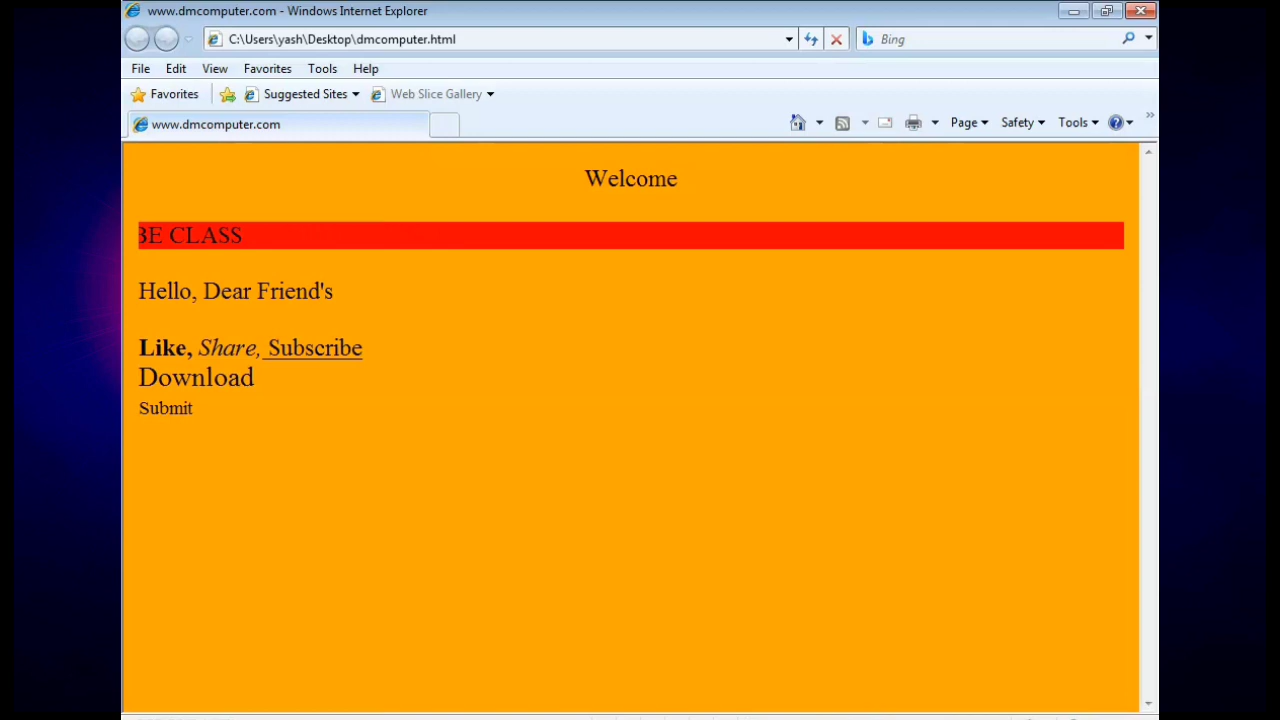 www.dmcomputer.com - Windows Internet Explorer
C:\Users\yash\Desktop\dmcomputer.html
Bing
File Edit View Favorites Tools Help
Favorites Suggested Sites Web Slice Gallery
www.dmcomputer.com
Page Safety Tools
Welcome
BE CLASS
Hello, Dear Friend's
Like, Share, Subscribe
Download
Submit